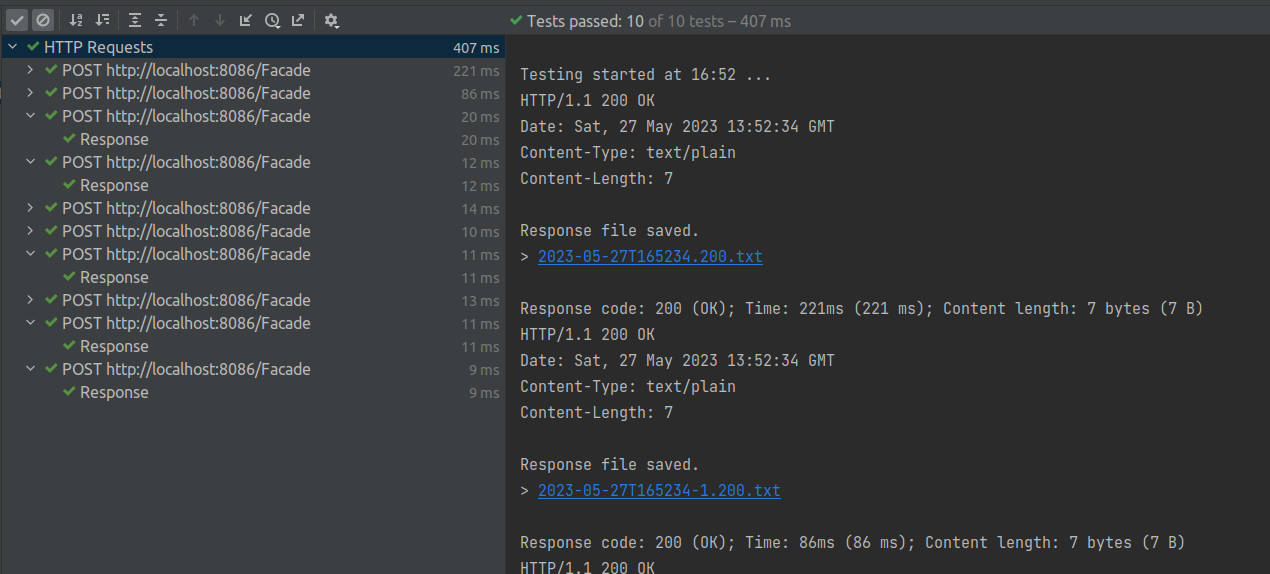 Tests passed: 10 of 10 tests – 407 ms
HTTP Requests 407 ms
POST http://localhost:8086/Facade 221 ms
POST http://localhost:8086/Facade 86 ms
POST http://localhost:8086/Facade 20 ms
Response 20 ms
POST http://localhost:8086/Facade 12 ms
Response 12 ms
POST http://localhost:8086/Facade 14 ms
POST http://localhost:8086/Facade 10 ms
POST http://localhost:8086/Facade 11 ms
Response 11 ms
POST http://localhost:8086/Facade 13 ms
POST http://localhost:8086/Facade 11 ms
Response 11 ms
POST http://localhost:8086/Facade 9 ms
Response 9 ms
Testing started at 16:52 ...
HTTP/1.1 200 OK
Date: Sat, 27 May 2023 13:52:34 GMT
Content-Type: text/plain
Content-Length: 7
Response file saved.
> 2023-05-27T165234.200.txt
Response code: 200 (OK); Time: 221ms (221 ms); Content length: 7 bytes (7 B)
HTTP/1.1 200 OK
Date: Sat, 27 May 2023 13:52:34 GMT
Content-Type: text/plain
Content-Length: 7
Response file saved.
> 2023-05-27T165234-1.200.txt
Response code: 200 (OK); Time: 86ms (86 ms); Content length: 7 bytes (7 B)
HTTP/1.1 200 OK